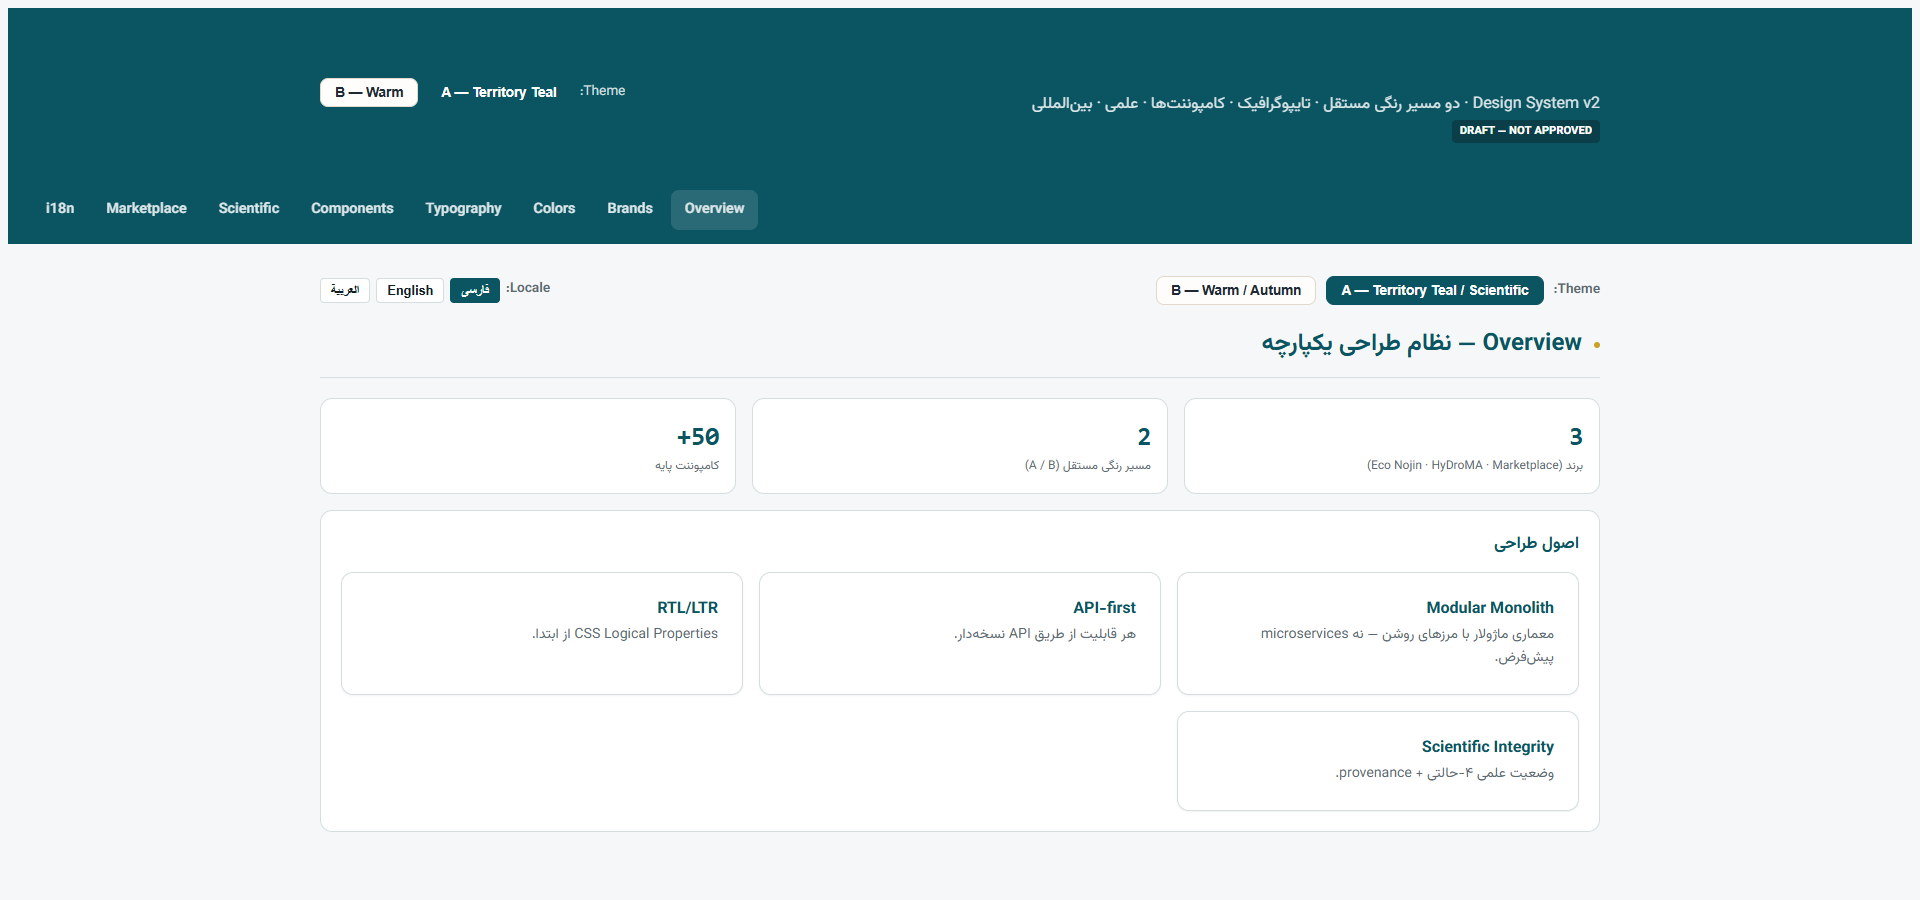 Design System v2 · دو مسیر رنگی مستقل · تایپوگرافیک · کامپوننت‌ها · علمی · بین‌المللی
DRAFT — NOT APPROVED
Theme:
A — Territory Teal
B — Warm
Overview
Brands
Colors
Typography
Components
Scientific
Marketplace
i18n
Theme:
A — Territory Teal / Scientific
B — Warm / Autumn
Locale:
فارسی
English
العربية
Overview — نظام طراحی یکپارچه
3
برند (Eco Nojin · HyDroMA · Marketplace)
2
مسیر رنگی مستقل (A / B)
50+
کامپوننت پایه
اصول طراحی
Modular Monolith
معماری ماژولار با مرزهای روشن — نه microservices
پیش‌فرض.
API-first
هر قابلیت از طریق API نسخه‌دار.
RTL/LTR
CSS Logical Properties از ابتدا.
Scientific Integrity
وضعیت علمی ۴-حالتی + provenance.